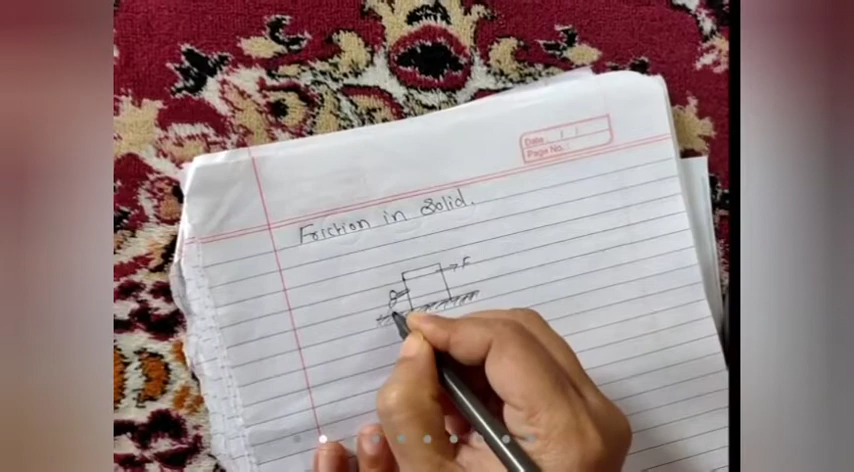 Date : / /
Page No. :
Friction in Solid.
F